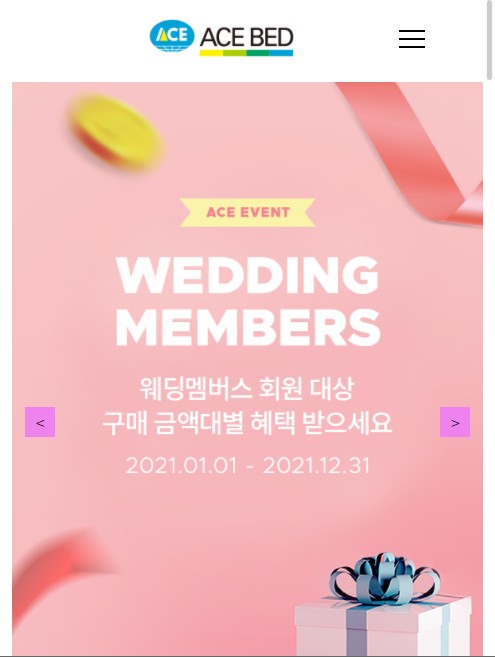 ACE ACE BED
ACE EVENT
WEDDING
MEMBERS
웨딩멤버스 회원 대상
구매 금액대별 혜택 받으세요
< >
2021.01.01 - 2021.12.31